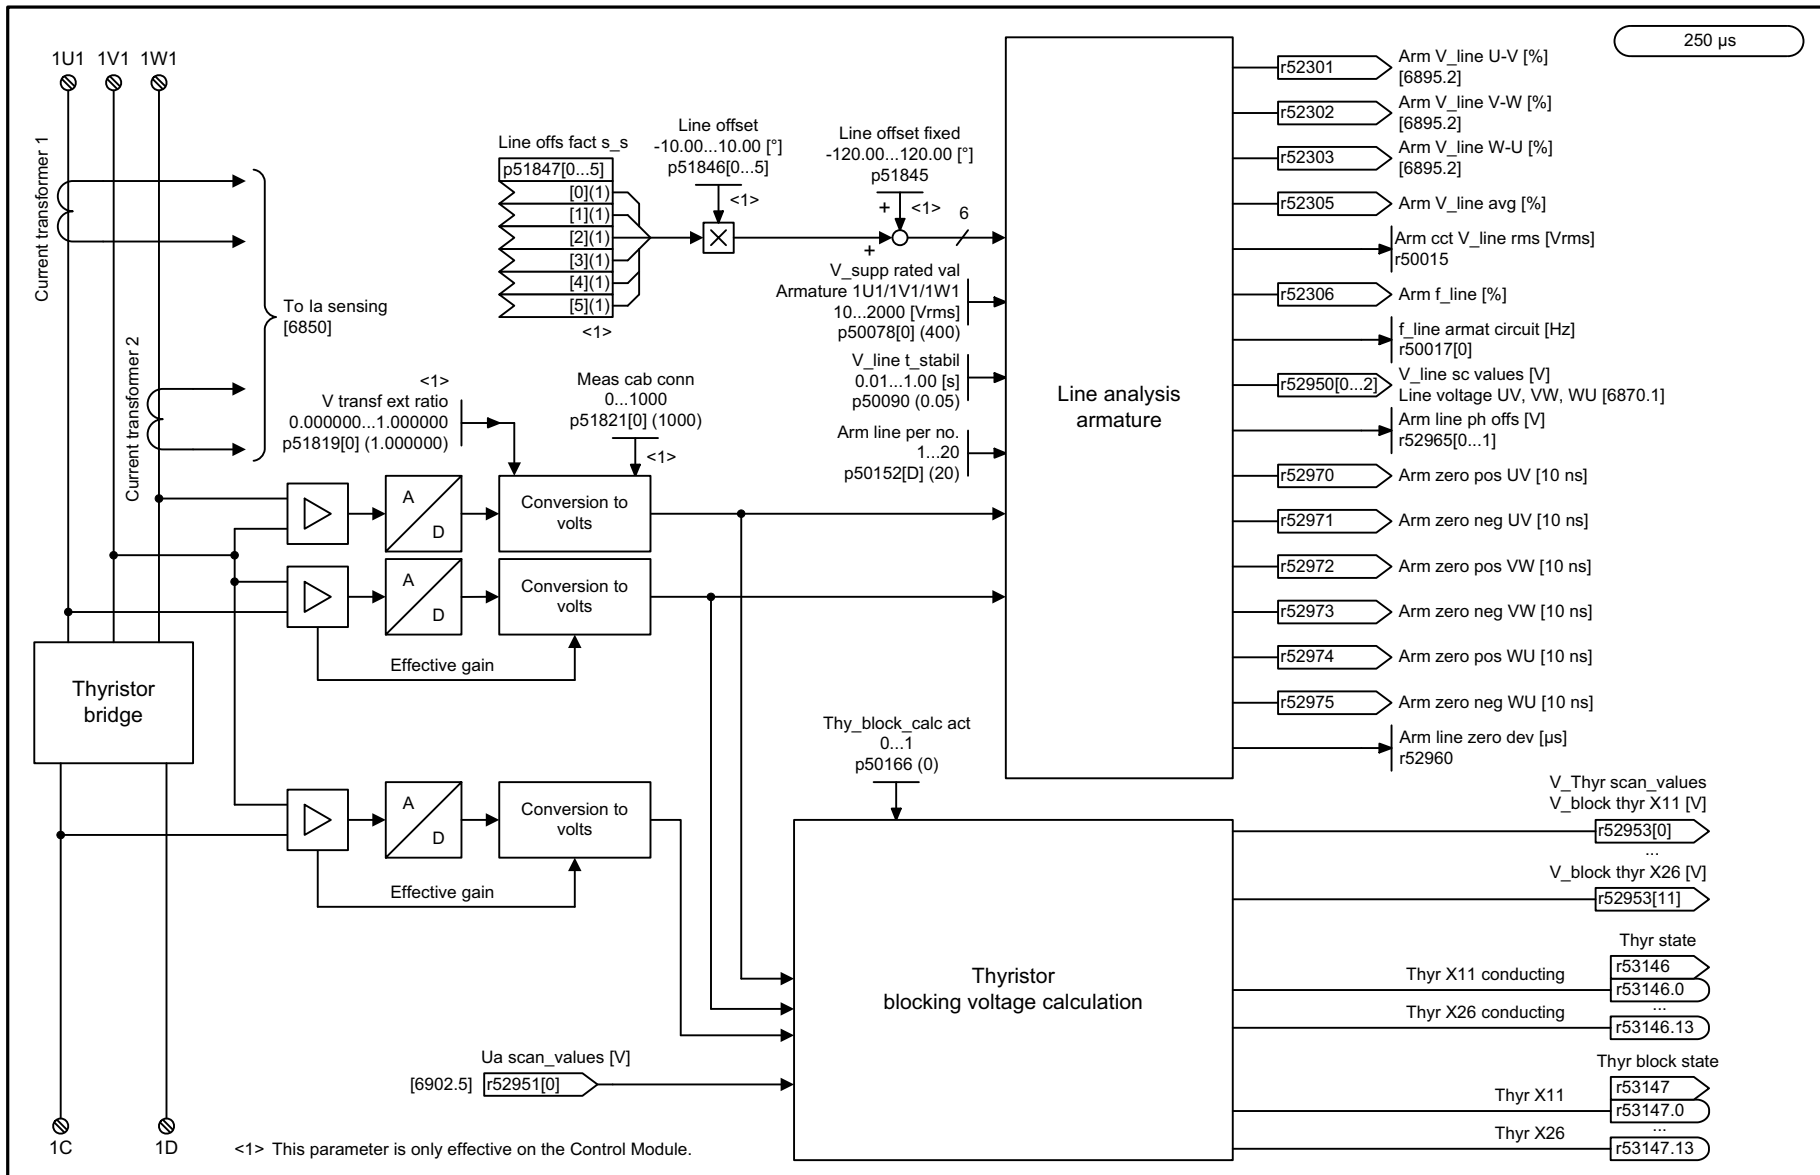 250 µs
1U1
1V1
1W1
Current transformer 1
Current transformer 2
To Ia sensing
[6850]
Line offs fact s_s
p51847[0...5]
[0](1)
[1](1)
[2](1)
[3](1)
[4](1)
[5](1)
<1>
Line offset
-10.00...10.00 [°]
p51846[0...5]
<1>
Line offset fixed
-120.00...120.00 [°]
p51845
<1>
+
+
6
V_supp rated val
Armature 1U1/1V1/1W1
10...2000 [Vrms]
p50078[0] (400)
V_line t_stabil
0.01...1.00 [s]
p50090 (0.05)
Arm line per no.
1...20
p50152[D] (20)
<1>
V transf ext ratio
0.000000...1.000000
p51819[0] (1.000000)
Meas cab conn
0...1000
p51821[0] (1000)
<1>
A
D
Conversion to
volts
A
D
Conversion to
volts
Effective gain
Thyristor
bridge
A
D
Conversion to
volts
Effective gain
Line analysis
armature
r52301
Arm V_line U-V [%]
[6895.2]
r52302
Arm V_line V-W [%]
[6895.2]
r52303
Arm V_line W-U [%]
[6895.2]
r52305
Arm V_line avg [%]
Arm cct V_line rms [Vrms]
r50015
r52306
Arm f_line [%]
f_line armat circuit [Hz]
r50017[0]
r52950[0...2]
V_line sc values [V]
Line voltage UV, VW, WU [6870.1]
Arm line ph offs [V]
r52965[0...1]
r52970
Arm zero pos UV [10 ns]
r52971
Arm zero neg UV [10 ns]
r52972
Arm zero pos VW [10 ns]
r52973
Arm zero neg VW [10 ns]
r52974
Arm zero pos WU [10 ns]
r52975
Arm zero neg WU [10 ns]
Arm line zero dev [µs]
r52960
Thy_block_calc act
0...1
p50166 (0)
Thyristor
blocking voltage calculation
V_Thyr scan_values
V_block thyr X11 [V]
r52953[0]
...
V_block thyr X26 [V]
r52953[11]
Thyr state
r53146
Thyr X11 conducting
r53146.0
...
Thyr X26 conducting
r53146.13
Thyr block state
r53147
Thyr X11
r53147.0
...
Thyr X26
r53147.13
Ua scan_values [V]
[6902.5]
r52951[0]
1C
1D
<1> This parameter is only effective on the Control Module.